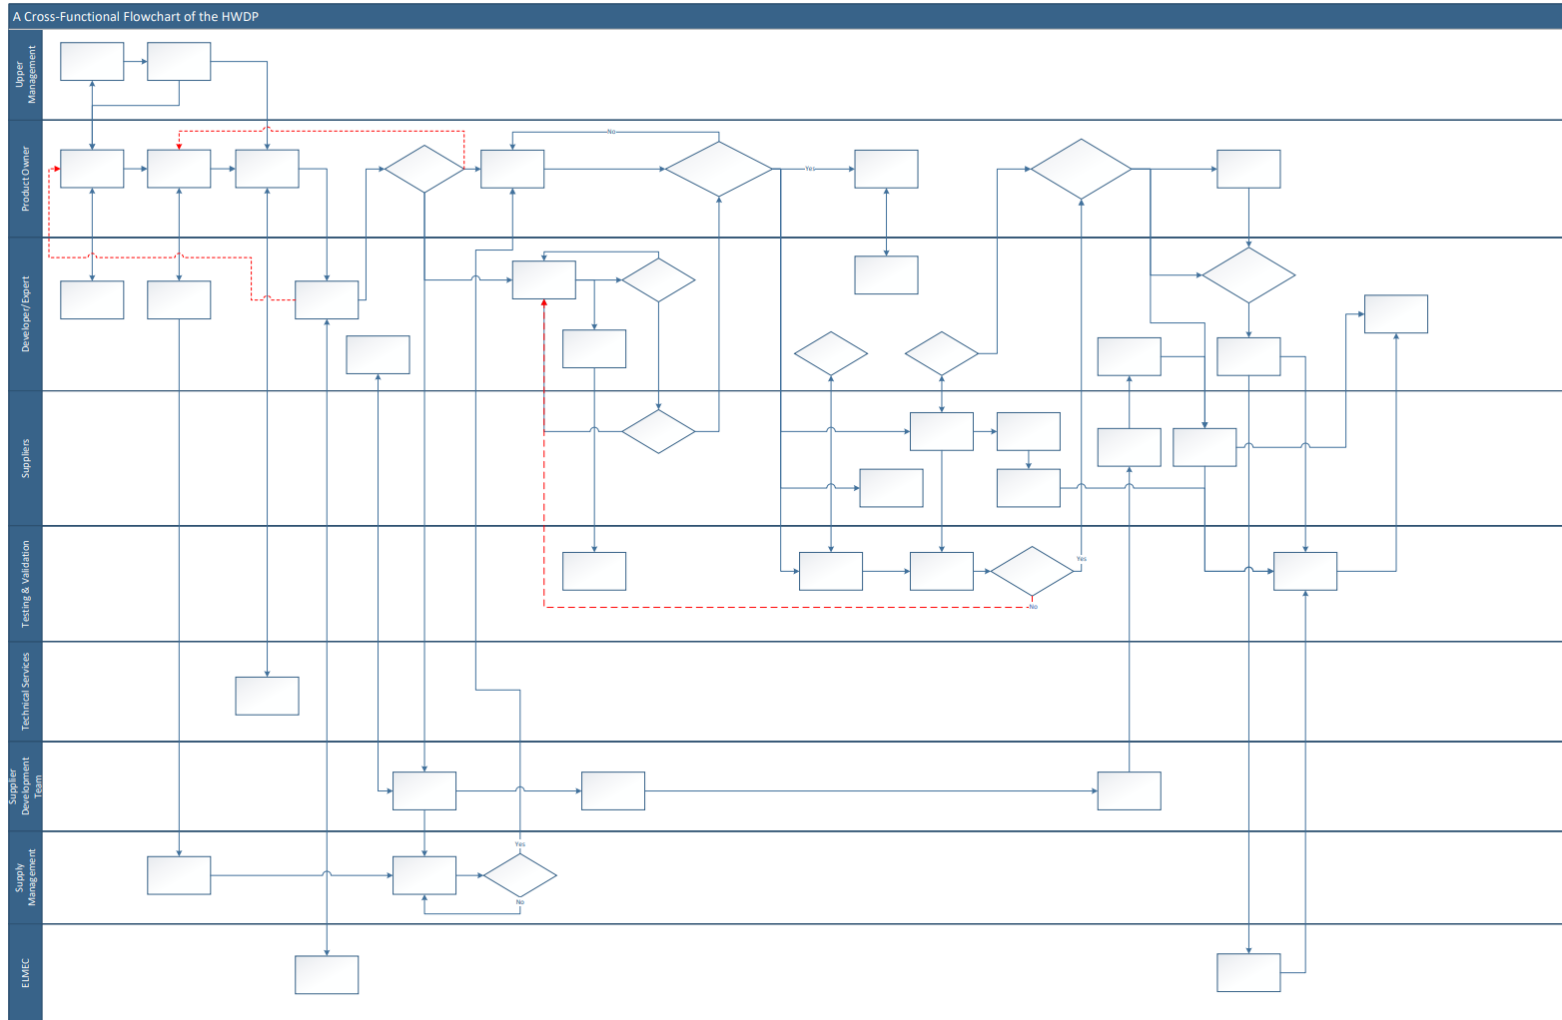 A Cross-Functional Flowchart of the HWDP
Upper
Management
Product Owner
No
Yes
Developer/Expert
Suppliers
Testing & Validation
Yes
No
Technical Services
Supplier
Development
Team
Supply
Management
Yes
No
ELMEC